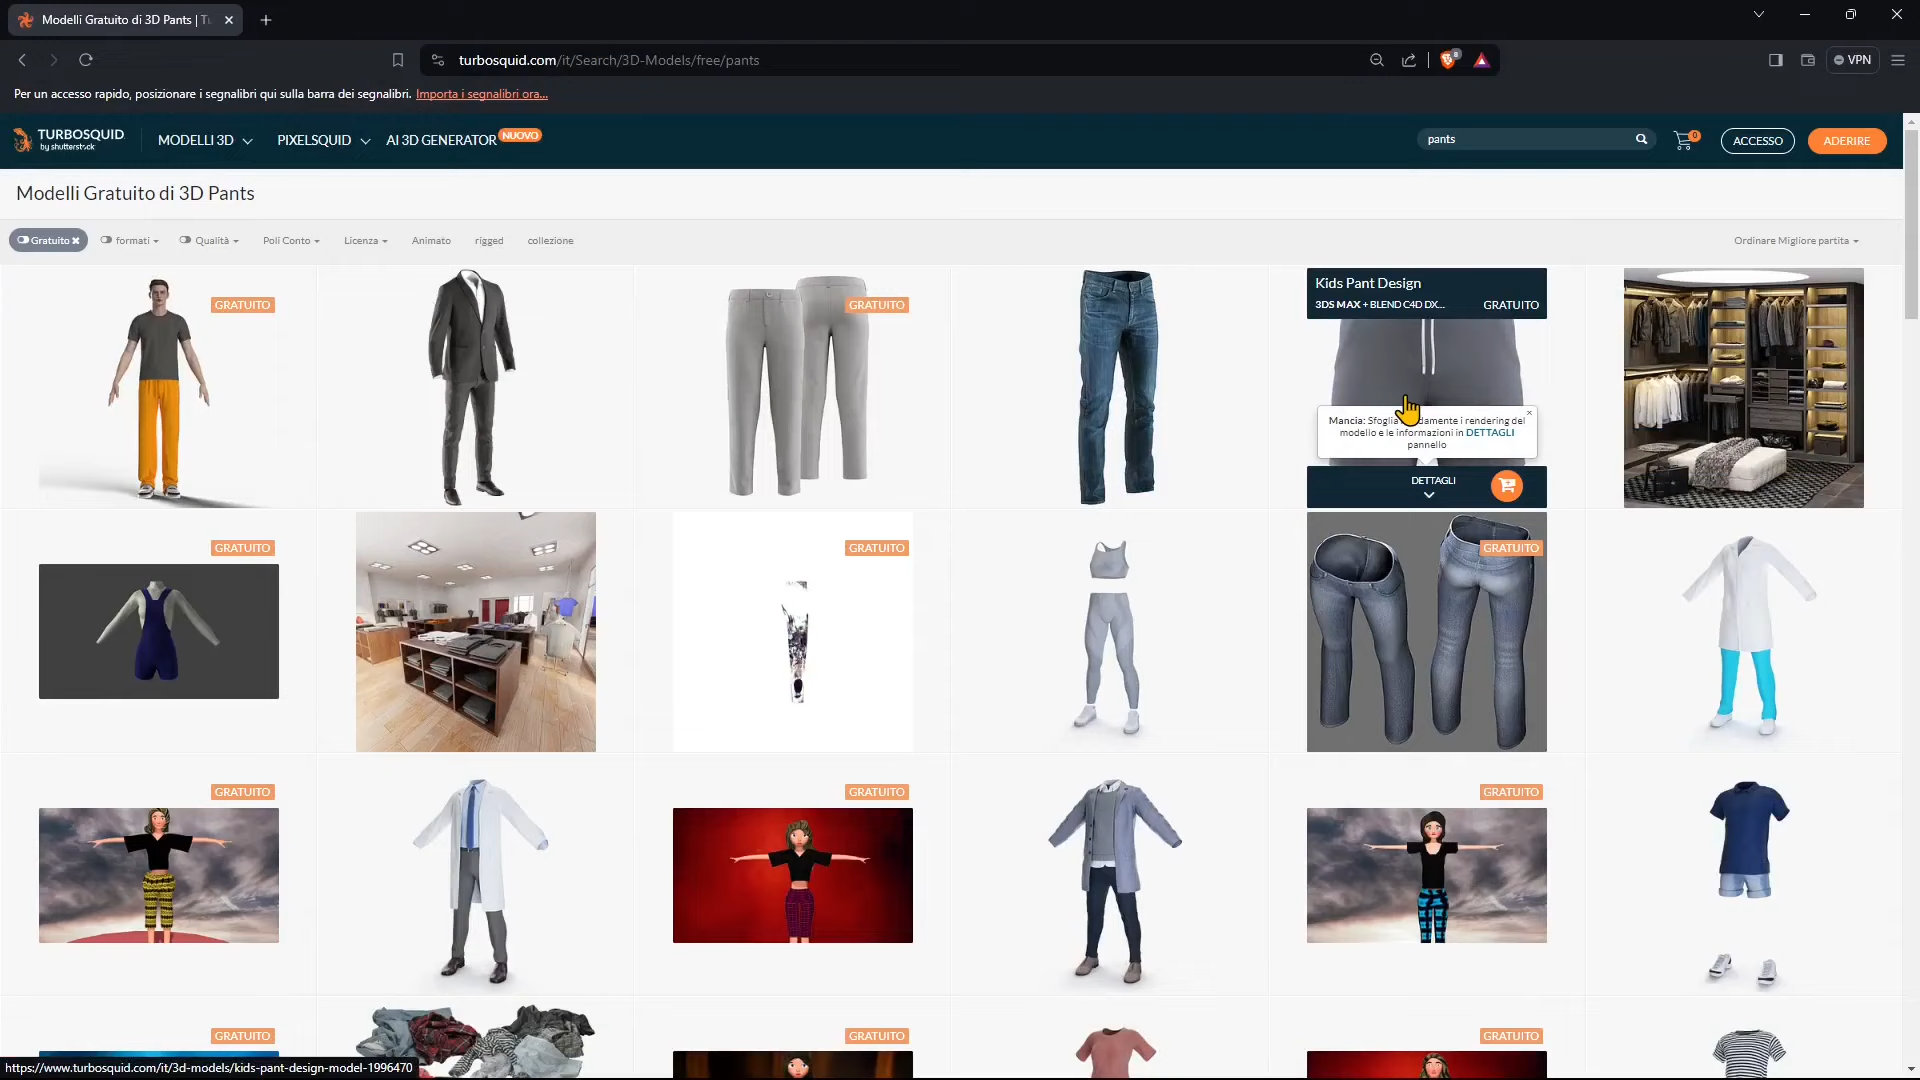 Modelli Gratuito di 3D Pants | Tu
turbosquid.com/it/Search/3D-Models/free/pants
8
VPN
Per un accesso rapido, posizionare i segnalibri qui sulla barra dei segnalibri. Importa i segnalibri ora...
TURBOSQUID
by shutterstock
MODELLI 3D
PIXELSQUID
AI 3D GENERATOR
NUOVO
pants
0
ACCESSO
ADERIRE
Modelli Gratuito di 3D Pants
Gratuito
formati
Qualità
Poli Conto
Licenza
Animato
rigged
collezione
Ordinare Migliore partita
GRATUITO
GRATUITO
Kids Pant Design
3DS MAX + BLEND C4D DX...
GRATUITO
Mancia: Sfoglia damente i rendering del
modello e le informazioni in DETTAGLI
pannello
DETTAGLI
GRATUITO
GRATUITO
GRATUITO
GRATUITO
GRATUITO
GRATUITO
GRATUITO
GRATUITO
GRATUITO
https://www.turbosquid.com/it/3d-models/kids-pant-design-model-1996470